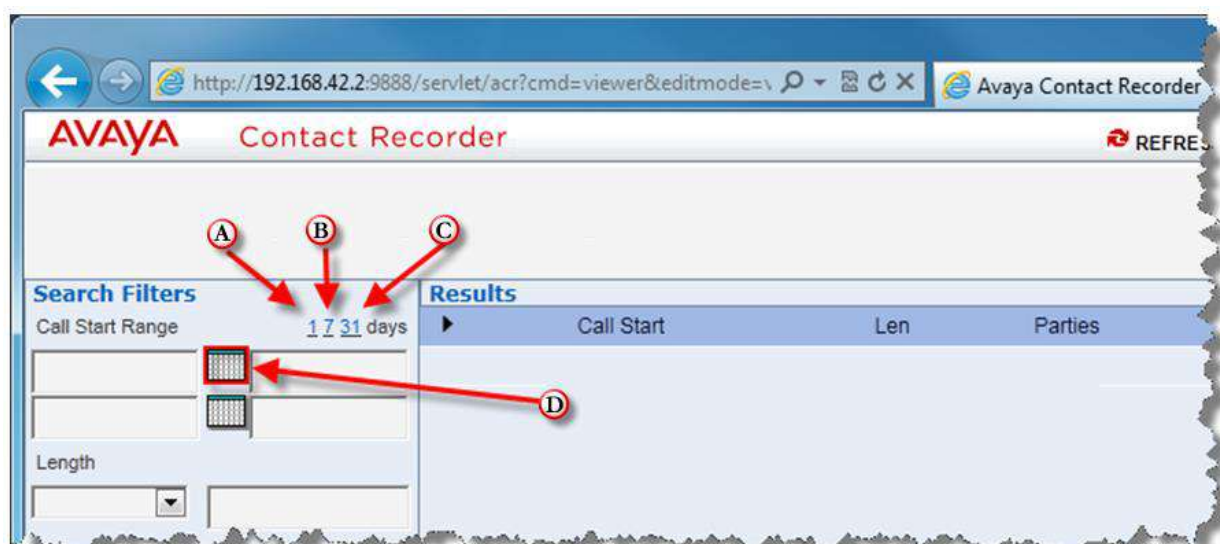 http://192.168.42.2:9888/servlet/acr?cmd=viewer&editmode=
Avaya Contact Recorder
AVAYA Contact Recorder
REFRES
A B C
Search Filters
Results
Call Start Range
1 7 31 days
Call Start Len Parties
D
Length